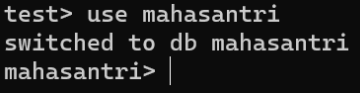 test> use mahasantri
switched to db mahasantri
mahasantri>